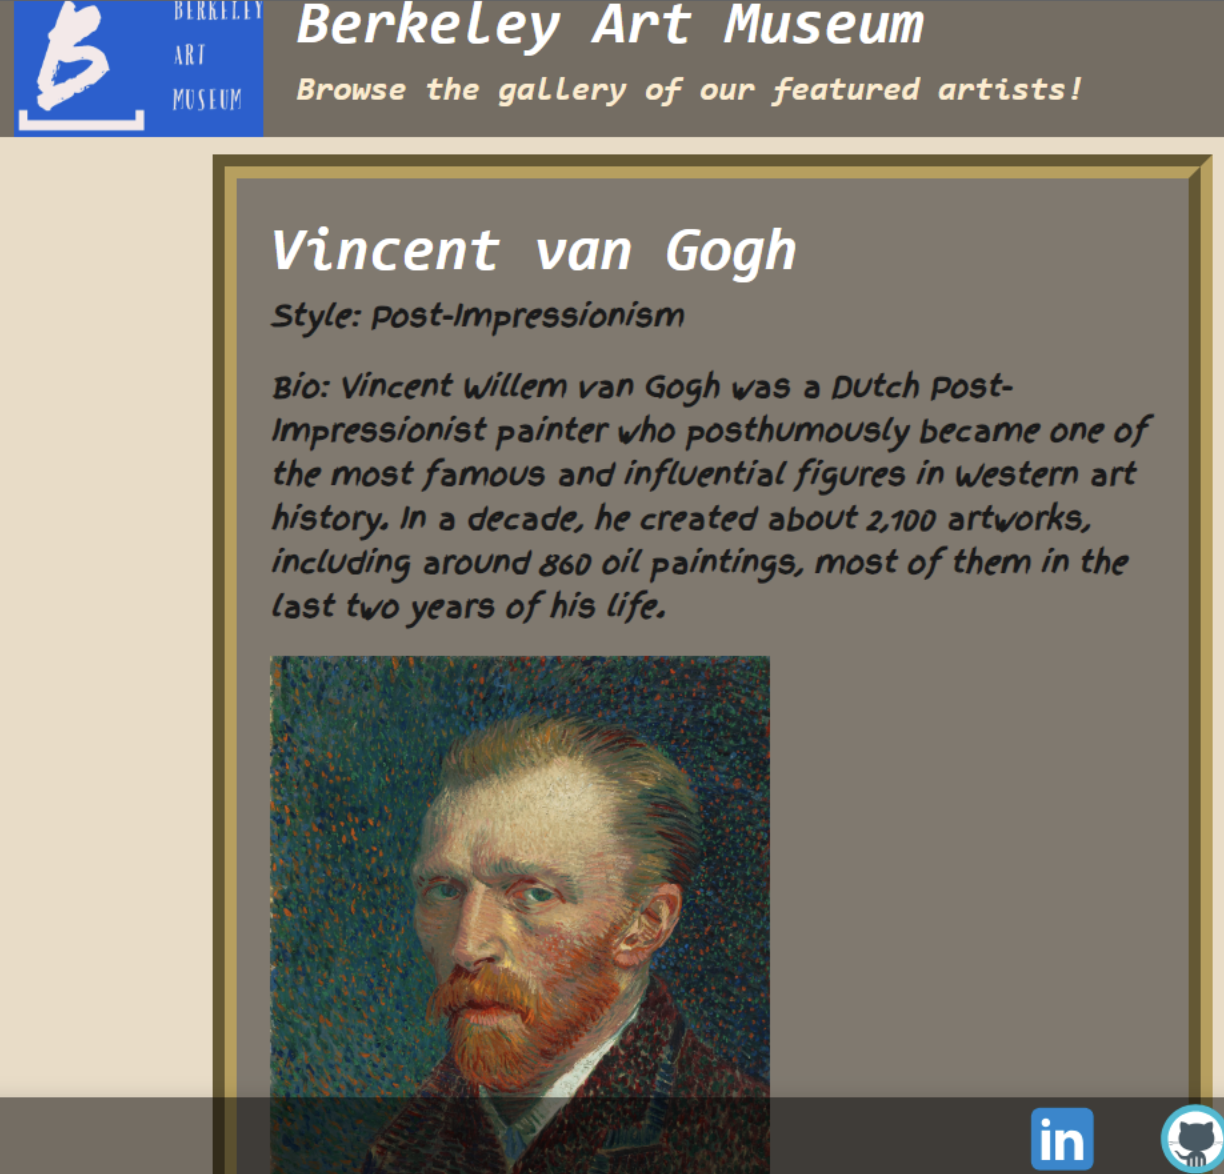 BERKELEY
ART
MUSEUM
Berkeley Art Museum
Browse the gallery of our featured artists!
Vincent van Gogh
Style: Post-Impressionism
Bio: Vincent Willem van Gogh was a Dutch Post-
Impressionist painter who posthumously became one of
the most famous and influential figures in Western art
history. In a decade, he created about 2,100 artworks,
including around 860 oil paintings, most of them in the
last two years of his life.
in